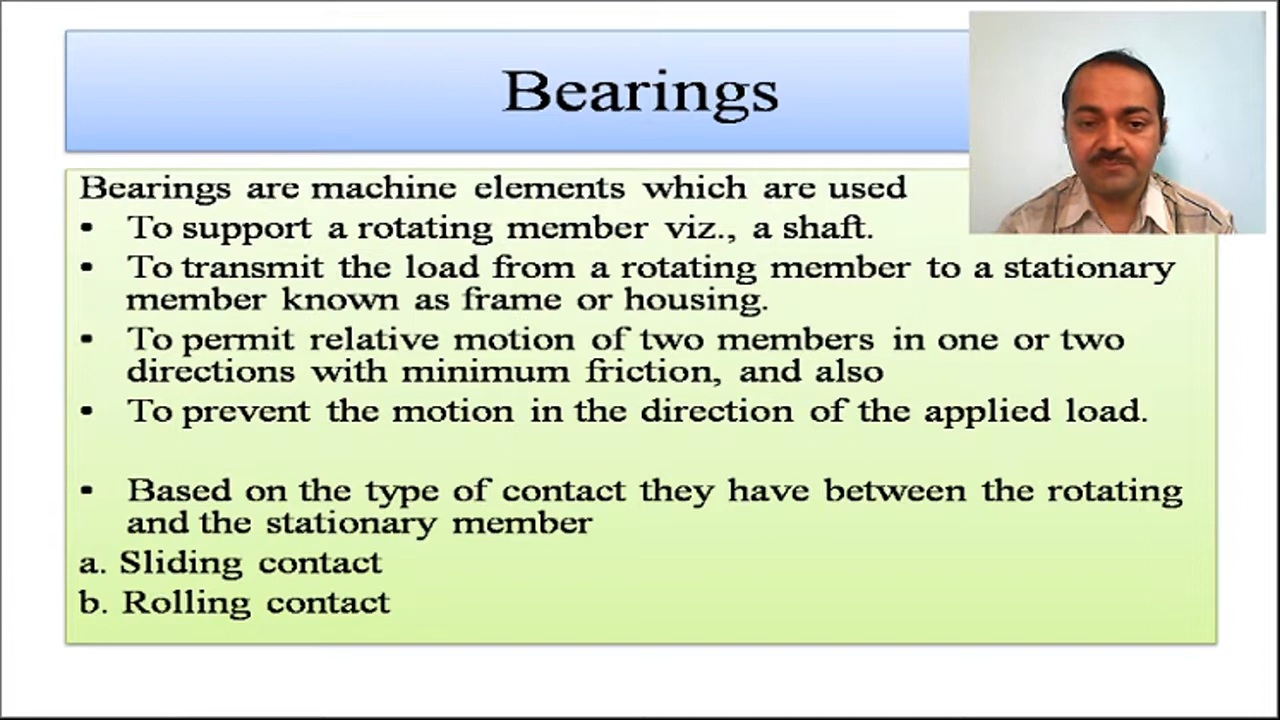 Bearings
Bearings are machine elements which are used
• To support a rotating member viz., a shaft.
• To transmit the load from a rotating member to a stationary
member known as frame or housing.
• To permit relative motion of two members in one or two
directions with minimum friction, and also
• To prevent the motion in the direction of the applied load.
• Based on the type of contact they have between the rotating
and the stationary member
a. Sliding contact
b. Rolling contact